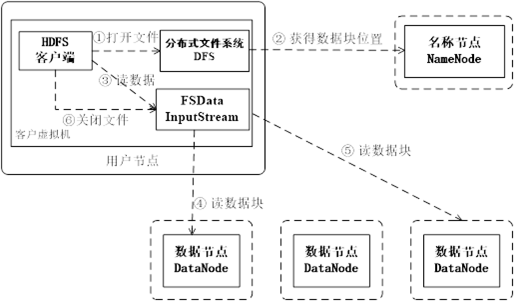 HDFS
客户端
①打开文件
分布式文件系统
DFS
② 获得数据块位置
名称节点
NameNode
③ 读数据
FSData
InputStream
⑥关闭文件
客户虚拟机
用户节点
⑤ 读数据块
④ 读数据块
数据节点
DataNode
数据节点
DataNode
数据节点
DataNode